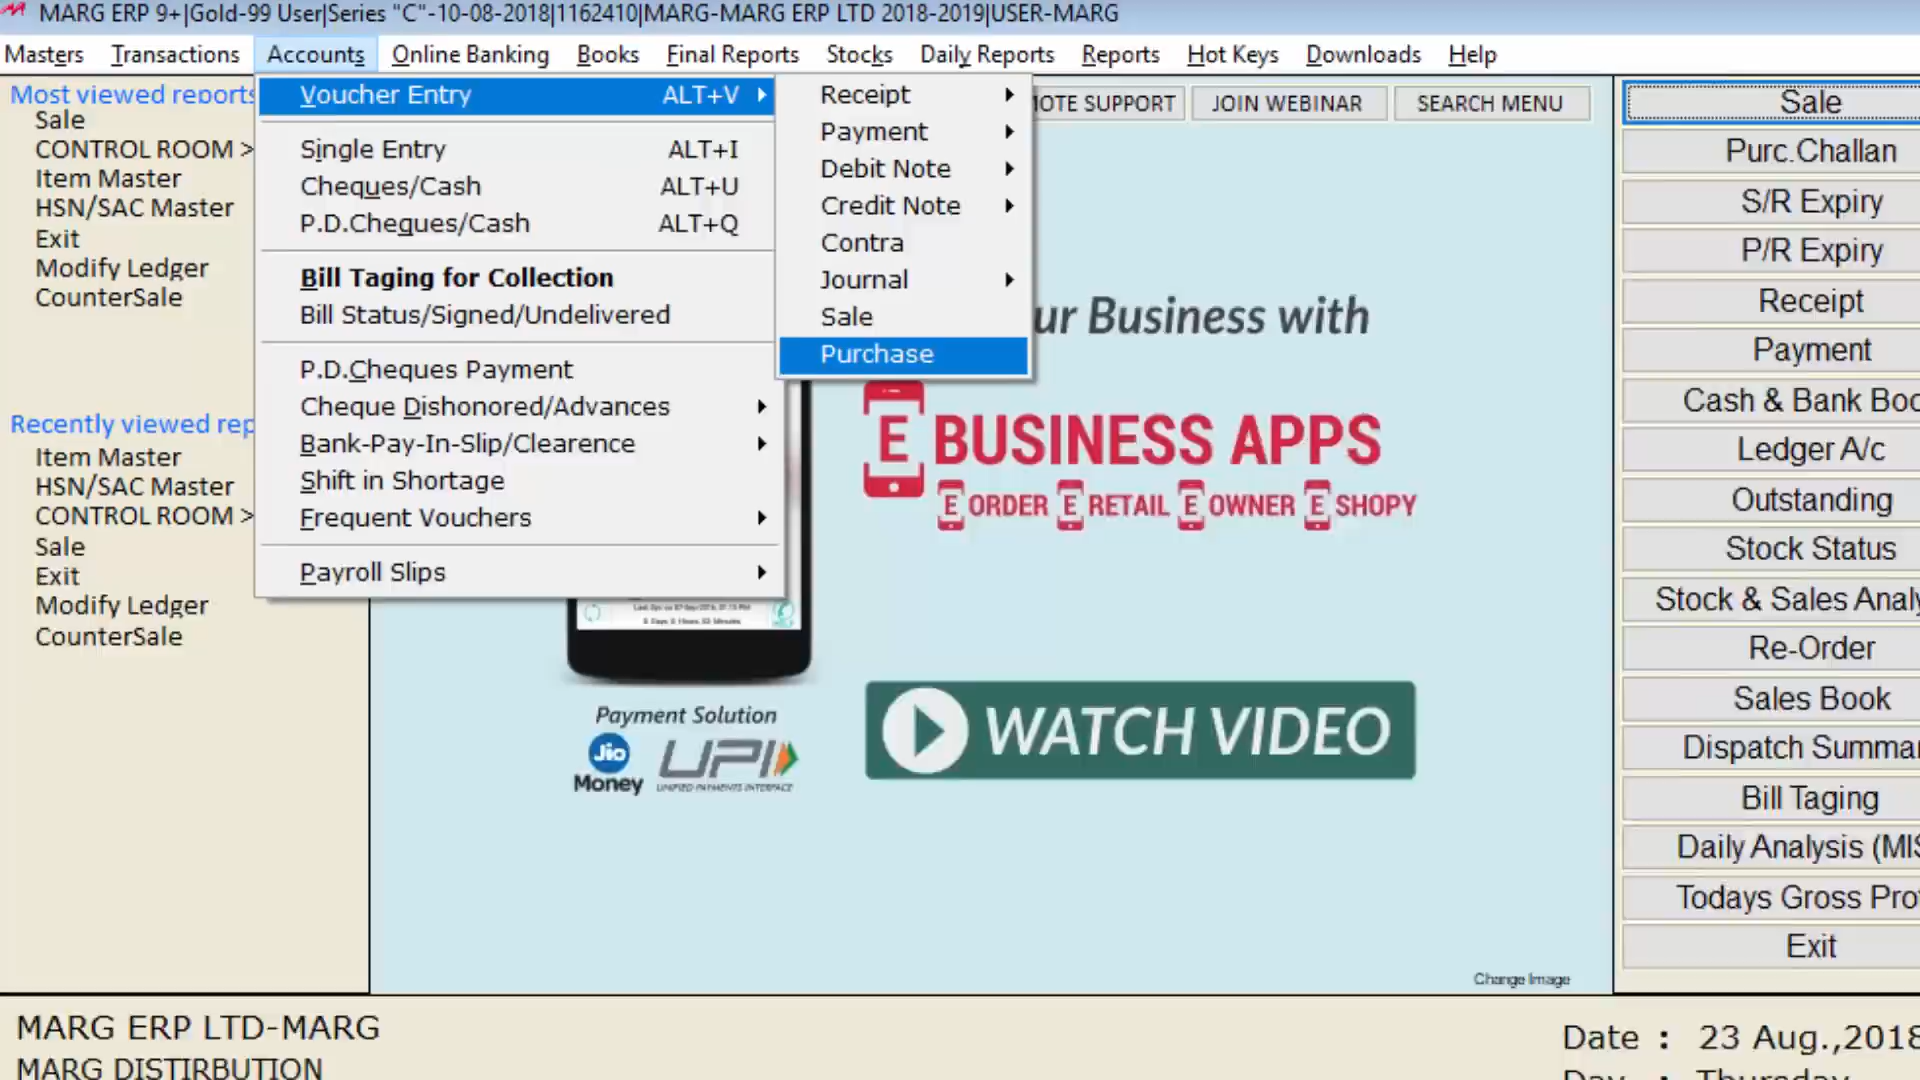 MARG ERP 9+|Gold-99 User|Series "C"-10-08-2018|1162410|MARG-MARG ERP LTD 2018-2019|USER-MARG
Masters Transactions Accounts Online Banking Books Final Reports Stocks Daily Reports Reports Hot Keys Downloads Help
Most viewed reports
Sale
CONTROL ROOM >
Item Master
HSN/SAC Master
Exit
Modify Ledger
CounterSale
Recently viewed rep
Item Master
HSN/SAC Master
CONTROL ROOM >
Sale
Exit
Modify Ledger
CounterSale
Voucher Entry ALT+V
Single Entry ALT+I
Cheques/Cash ALT+U
P.D.Cheques/Cash ALT+Q
Bill Taging for Collection
Bill Status/Signed/Undelivered
P.D.Cheques Payment
Cheque Dishonored/Advances
Bank-Pay-In-Slip/Clearence
Shift in Shortage
Frequent Vouchers
Payroll Slips
Receipt
Payment
Debit Note
Credit Note
Contra
Journal
Sale
Purchase
OTE SUPPORT JOIN WEBINAR SEARCH MENU
ur Business with
E BUSINESS APPS
E ORDER E RETAIL E OWNER E SHOPY
Payment Solution
Jio Money UPI
UNIFIED PAYMENTS INTERFACE
WATCH VIDEO
Change Image
Sale
Purc.Challan
S/R Expiry
P/R Expiry
Receipt
Payment
Cash & Bank Boo
Ledger A/c
Outstanding
Stock Status
Stock & Sales Analy
Re-Order
Sales Book
Dispatch Summar
Bill Taging
Daily Analysis (MIS
Todays Gross Prof
Exit
MARG ERP LTD-MARG
MARG DISTIRBUTION
Date : 23 Aug.,2018
Day : Thursday